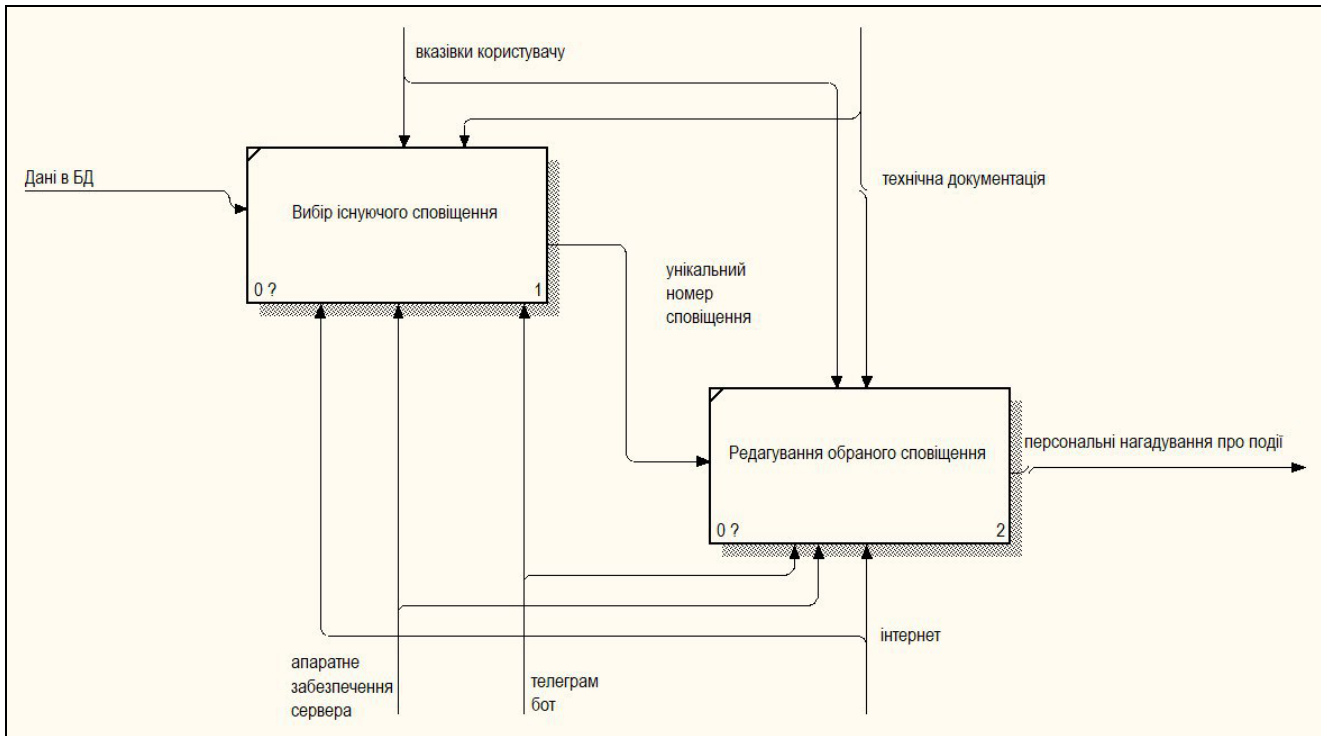 вказівки користувачу
технічна документація
Дані в БД
Вибір існуючого сповіщення
0 ?
1
унікальний
номер
сповіщення
Редагування обраного сповіщення
0 ?
2
персональні нагадування про події
інтернет
апаратне
забезпечення
сервера
телеграм
бот